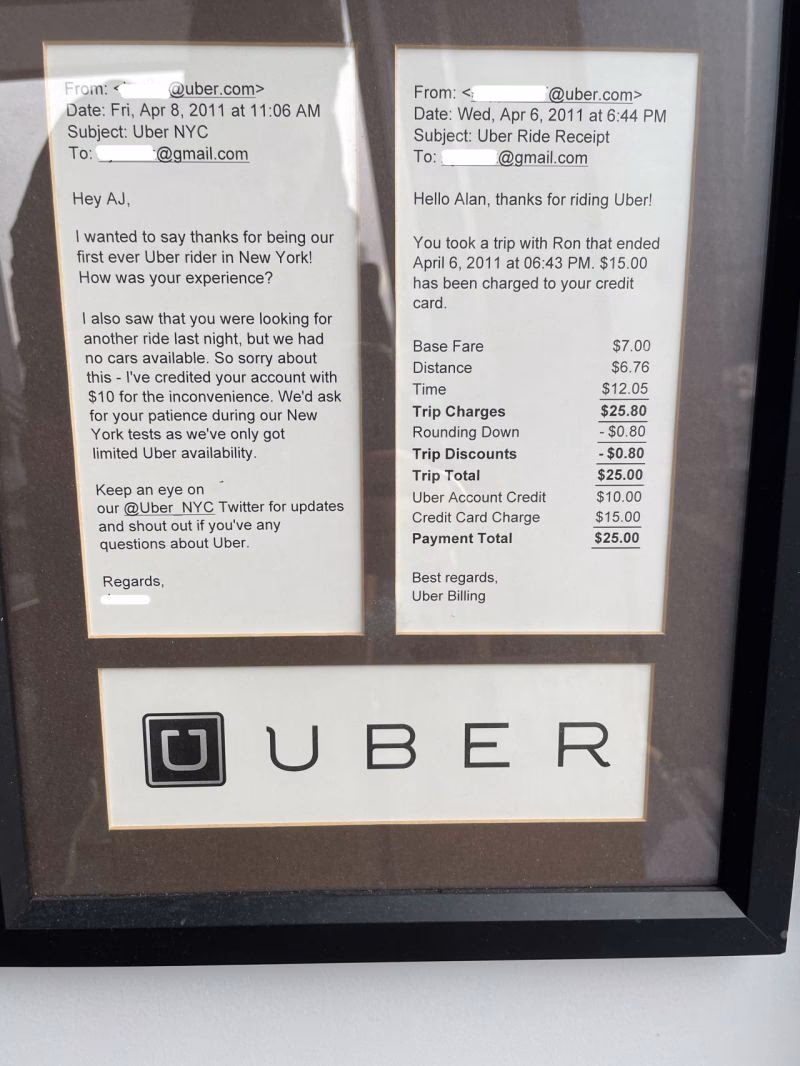 From: < @uber.com>
Date: Fri, Apr 8, 2011 at 11:06 AM
Subject: Uber NYC
To: @gmail.com
Hey AJ,
I wanted to say thanks for being our
first ever Uber rider in New York!
How was your experience?
I also saw that you were looking for
another ride last night, but we had
no cars available. So sorry about
this - I've credited your account with
$10 for the inconvenience. We'd ask
for your patience during our New
York tests as we've only got
limited Uber availability.
Keep an eye on
our @Uber_NYC Twitter for updates
and shout out if you've any
questions about Uber.
Regards,
From: < @uber.com>
Date: Wed, Apr 6, 2011 at 6:44 PM
Subject: Uber Ride Receipt
To: @gmail.com
Hello Alan, thanks for riding Uber!
You took a trip with Ron that ended
April 6, 2011 at 06:43 PM. $15.00
has been charged to your credit
card.
Base Fare $7.00
Distance $6.76
Time $12.05
Trip Charges $25.80
Rounding Down - $0.80
Trip Discounts - $0.80
Trip Total $25.00
Uber Account Credit $10.00
Credit Card Charge $15.00
Payment Total $25.00
Best regards,
Uber Billing
U UBER